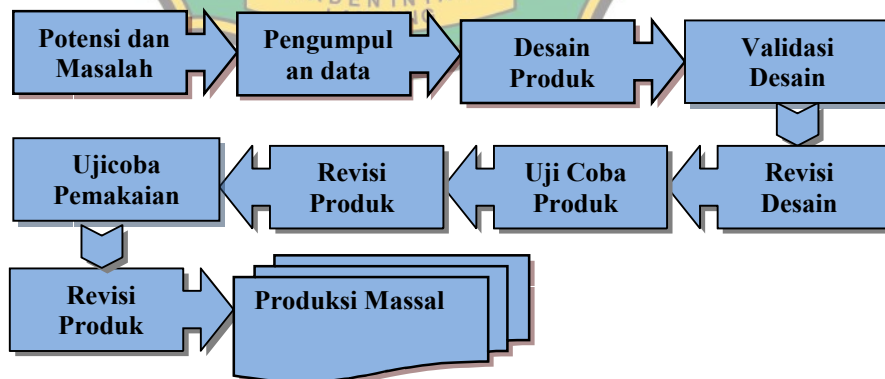 Potensi dan
Masalah
Pengumpul
an data
Desain
Produk
Validasi
Desain
Revisi
Desain
Uji Coba
Produk
Revisi
Produk
Ujicoba
Pemakaian
Revisi
Produk
Produksi Massal